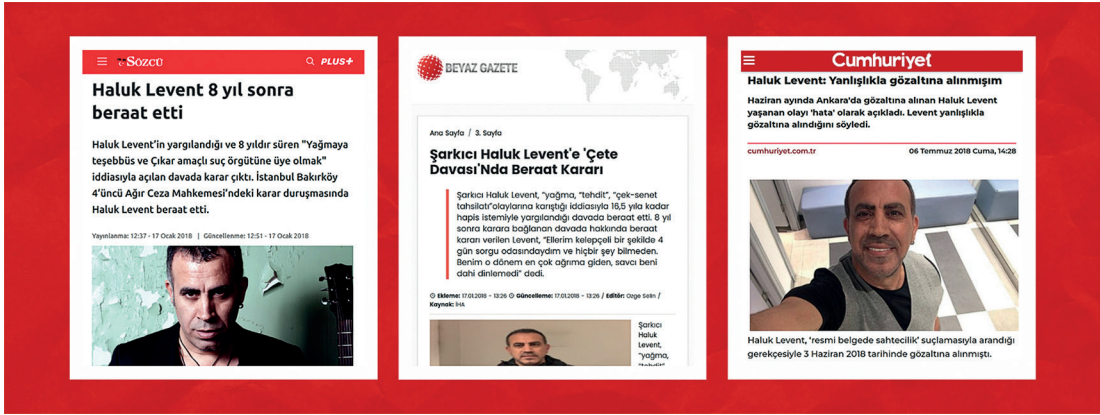 Sözcü
PLUS+
Haluk Levent 8 yıl sonra
beraat etti
Haluk Levent'in yargılandığı ve 8 yıldır süren "Yağmaya
teşebbüs ve Çıkar amaçlı suç örgütüne üye olmak"
iddiasıyla açılan davada karar çıktı. İstanbul Bakırköy
4'üncü Ağır Ceza Mahkemesi'ndeki karar duruşmasında
Haluk Levent beraat etti.
Yayınlanma: 12:37 - 17 Ocak 2018 | Güncellenme: 12:51 - 17 Ocak 2018
BEYAZ GAZETE
Ana Sayfa / 3. Sayfa
Şarkıcı Haluk Levent'e 'Çete
Davası'Nda Beraat Kararı
Şarkıcı Haluk Levent, "yağma, "tehdit", "çek-senet
tahsilatı"olaylarına karıştığı iddiasıyla 16,5 yıla kadar
hapis istemiyle yargılandığı davada beraat etti. 8 yıl
sonra karara bağlanan davada hakkında beraat
kararı verilen Levent, "Ellerim kelepçeli bir şekilde 4
gün sorgu odasındaydım ve hiçbir şey bilmeden.
Benim o dönem en çok ağrıma giden, savcı beni
dahi dinlemedi" dedi.
Ekleme: 17.01.2018 - 13:26 Güncelleme: 17.01.2018 - 13:26 / Editör: Özge Selin /
Kaynak: İHA
Şarkıcı
Haluk
Levent,
"yağma,
"tehdit",
Cumhuriyet
Haluk Levent: Yanlışlıkla gözaltına alınmışım
Haziran ayında Ankara'da gözaltına alınan Haluk Levent
yaşanan olayı 'hata' olarak açıkladı. Levent yanlışlıkla
gözaltına alındığını söyledi.
cumhuriyet.com.tr
06 Temmuz 2018 Cuma, 14:28
Haluk Levent, 'resmi belgede sahtecilik' suçlamasıyla arandığı
gerekçesiyle 3 Haziran 2018 tarihinde gözaltına alınmıştı.